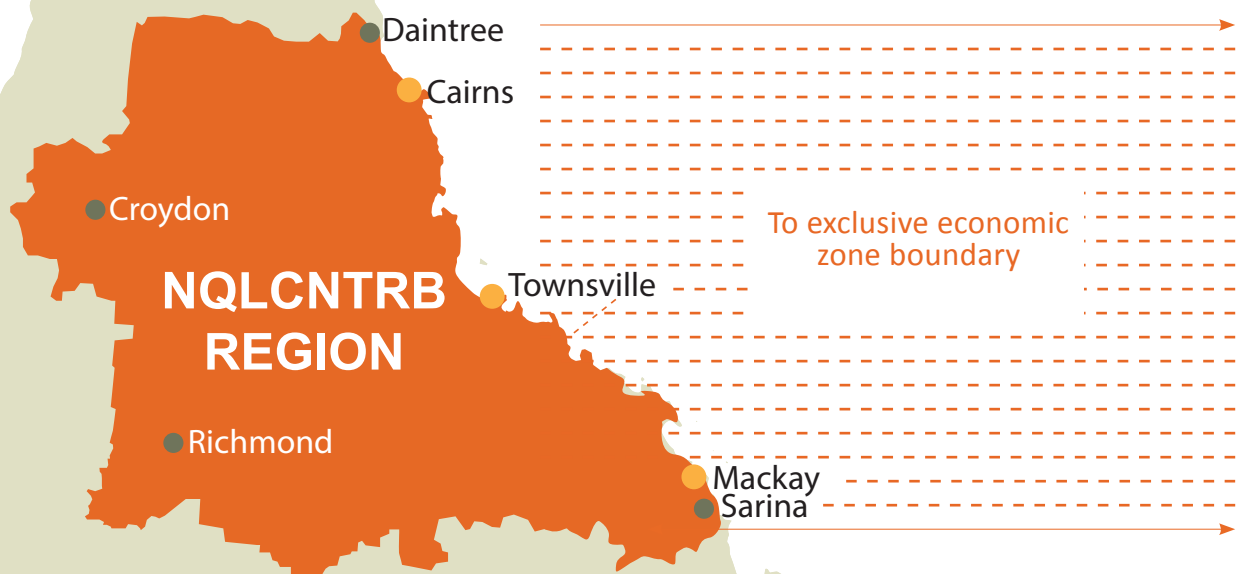 Daintree
Cairns
Croydon
To exclusive economic
zone boundary
NQLCNTRB
REGION
Townsville
Richmond
Mackay
Sarina